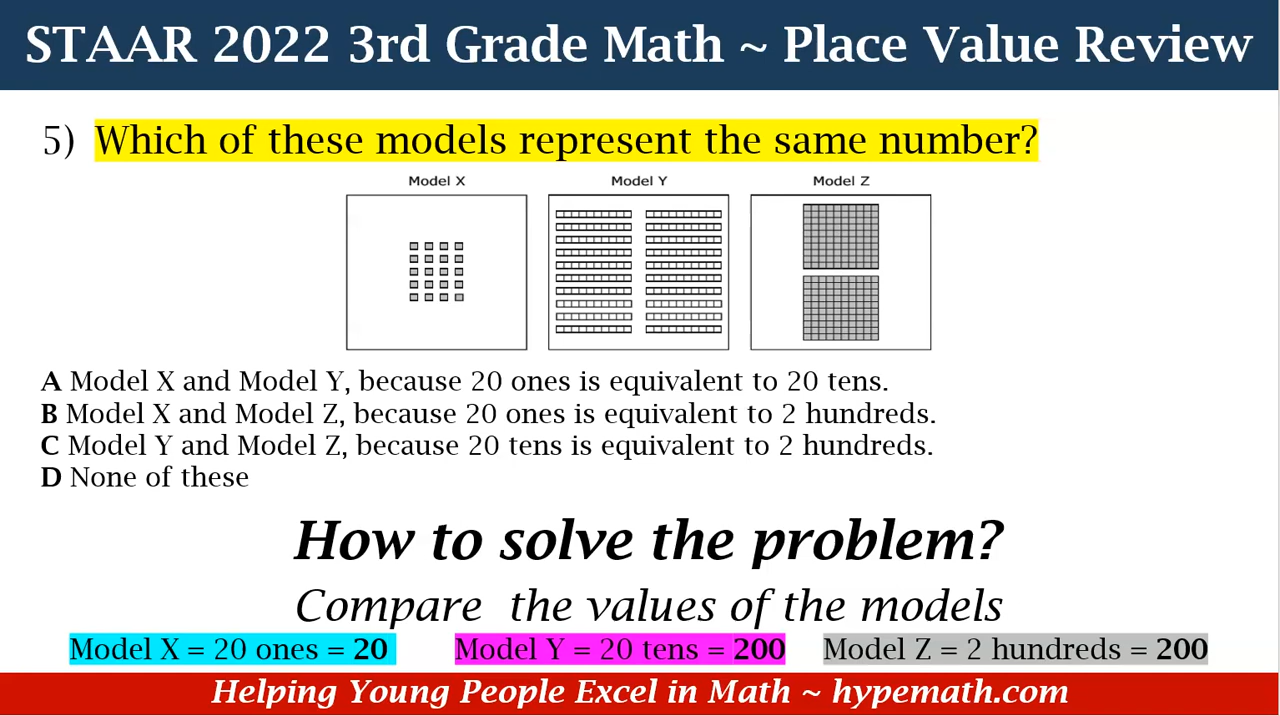 STAAR 2022 3rd Grade Math ~ Place Value Review
5) Which of these models represent the same number?
Model X Model Y Model Z
A Model X and Model Y, because 20 ones is equivalent to 20 tens.
B Model X and Model Z, because 20 ones is equivalent to 2 hundreds.
C Model Y and Model Z, because 20 tens is equivalent to 2 hundreds.
D None of these
How to solve the problem?
Compare the values of the models
Model X = 20 ones = 20 Model Y = 20 tens = 200 Model Z = 2 hundreds = 200
Helping Young People Excel in Math ~ hypemath.com